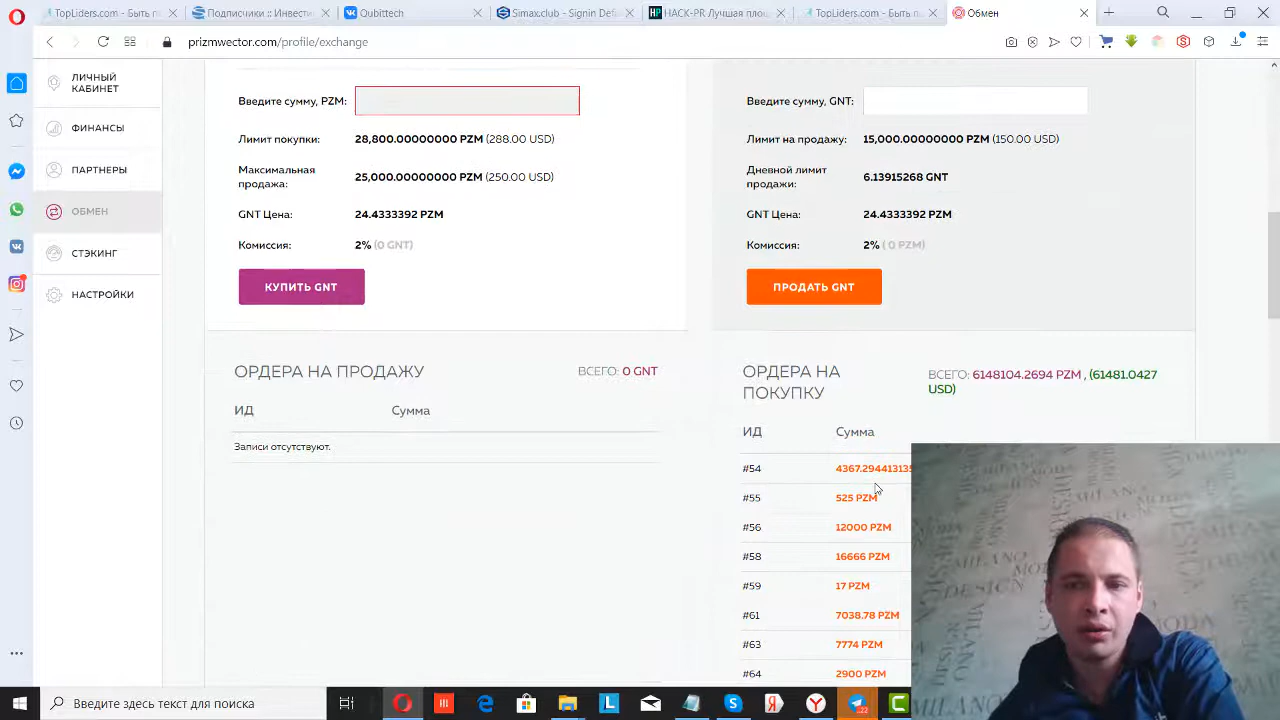 TopLiders.com - Быть п
Подписчики :: Инвести
Qubittech
Simax.club - Signin Defa
HACK-PR Лучшая пло
TopLiders.com - Быть п
Обмен
prizmwector.com/profile/exchange
ЛИЧНЫЙ
КАБИНЕТ
ФИНАНСЫ
ПАРТНЕРЫ
ОБМЕН
СТЭКИНГ
НАСТРОЙКИ
Введите сумму, PZM:
Лимит покупки: 28,800.00000000 PZM (288.00 USD)
Максимальная
продажа: 25,000.00000000 PZM (250.00 USD)
GNT Цена: 24.4333392 PZM
Комиссия: 2% (0 GNT)
КУПИТЬ GNT
Введите сумму, GNT:
Лимит на продажу: 15,000.00000000 PZM (150.00 USD)
Дневной лимит
продажи: 6.13915268 GNT
GNT Цена: 24.4333392 PZM
Комиссия: 2% ( 0 PZM)
ПРОДАТЬ GNT
ОРДЕРА НА ПРОДАЖУ ВСЕГО: 0 GNT
ИД Сумма
Записи отсутствуют.
ОРДЕРА НА
ПОКУПКУ
ВСЕГО: 6148104.2694 PZM , (61481.0427
USD)
ИД Сумма
#54 4367.294413135
#55 525 PZM
#56 12000 PZM
#58 16666 PZM
#59 17 PZM
#61 7038.78 PZM
#63 7774 PZM
#64 2900 PZM
MILANO
DESIGN
Введите здесь текст для поиска
22